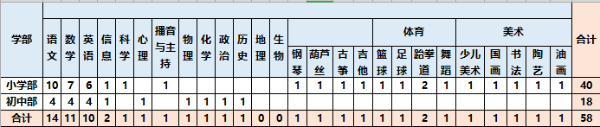 学部 语文 数学 英语 信息 科学 心理 播音与主持 物理 化学 政治 历史 地理 生物 体育 美术 合计
钢琴 葫芦丝 古筝 吉他 篮球 足球 跆拳道 舞蹈 少儿美术 国画 书法 陶艺 油画
小学部 10 7 6 1 1 1 1 1 1 1 1 1 2 1 1 1 1 1 1 40
初中部 4 4 4 1 1 1 1 1 1 18
合计 14 11 10 2 1 1 1 1 1 1 1 0 0 1 1 1 1 1 1 2 1 1 1 1 1 1 58